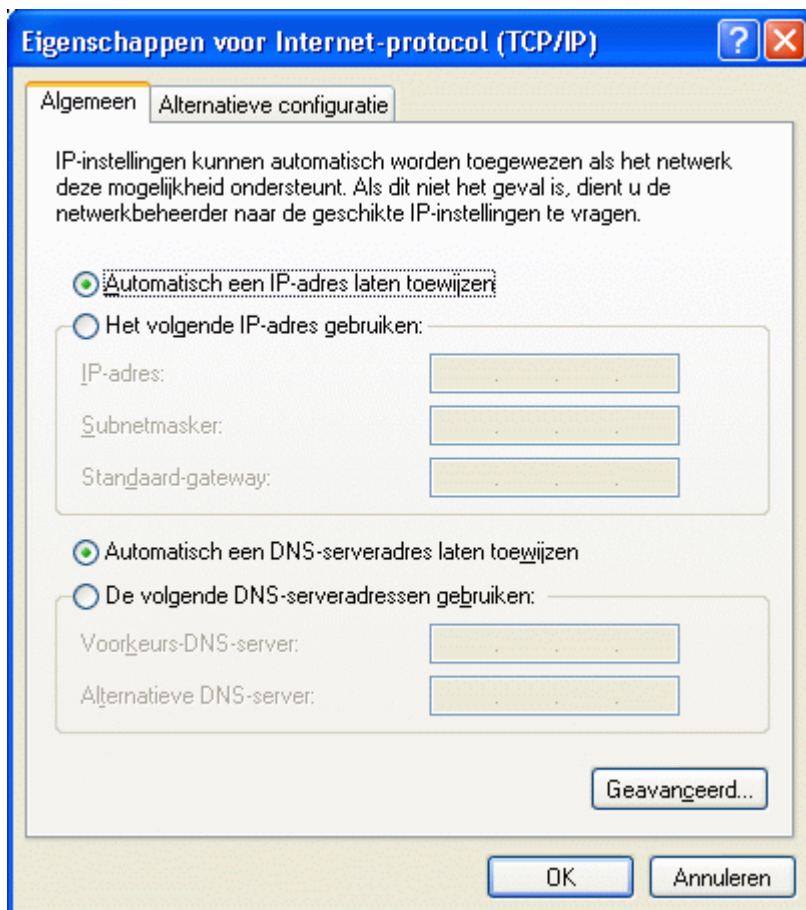 Eigenschappen voor Internet-protocol (TCP/IP)
Algemeen
Alternatieve configuratie
IP-instellingen kunnen automatisch worden toegewezen als het netwerk
deze mogelijkheid ondersteunt. Als dit niet het geval is, dient u de
netwerkbeheerder naar de geschikte IP-instellingen te vragen.
Automatisch een IP-adres laten toewijzen
Het volgende IP-adres gebruiken:
IP-adres:
Subnetmasker:
Standaard-gateway:
Automatisch een DNS-serveradres laten toewijzen
De volgende DNS-serveradressen gebruiken:
Voorkeurs-DNS-server:
Alternatieve DNS-server:
Geavanceerd...
OK
Annuleren